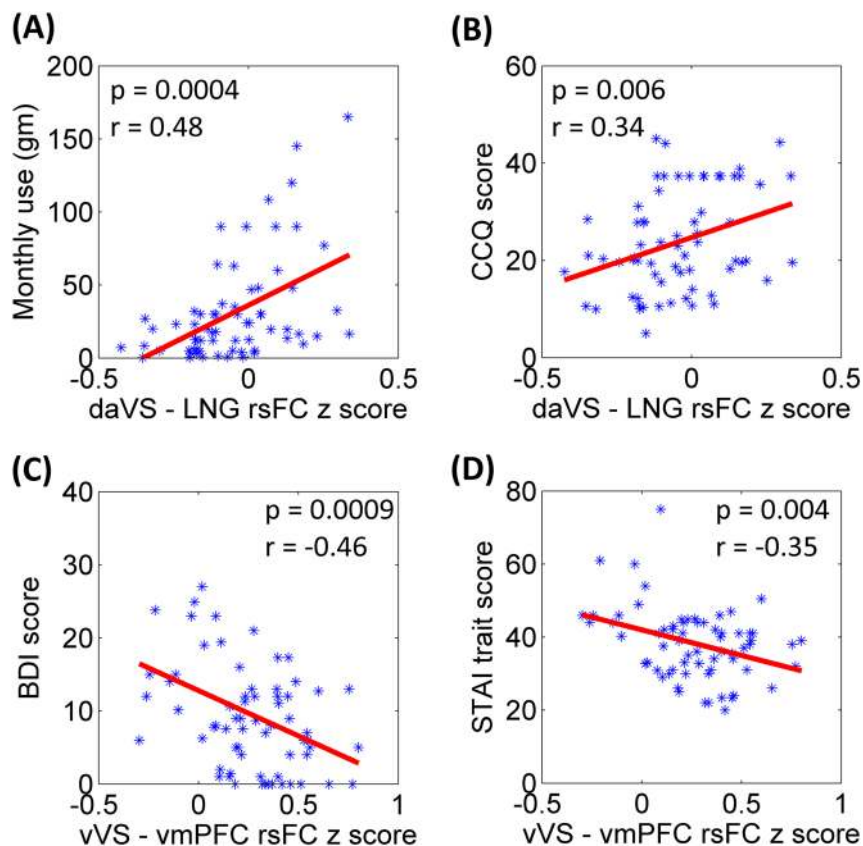 (A)
Monthly use (gm)
200
150
100
50
0
p = 0.0004
r = 0.48
-0.5
0
0.5
daVS - LNG rsFC z score
(B)
CCQ score
60
40
20
0
p = 0.006
r = 0.34
-0.5
0
0.5
daVS - LNG rsFC z score
(C)
BDI score
40
30
20
10
0
p = 0.0009
r = -0.46
-0.5
0
0.5
1
vVS - vmPFC rsFC z score
(D)
STAI trait score
80
60
40
20
0
p = 0.004
r = -0.35
-0.5
0
0.5
1
vVS - vmPFC rsFC z score